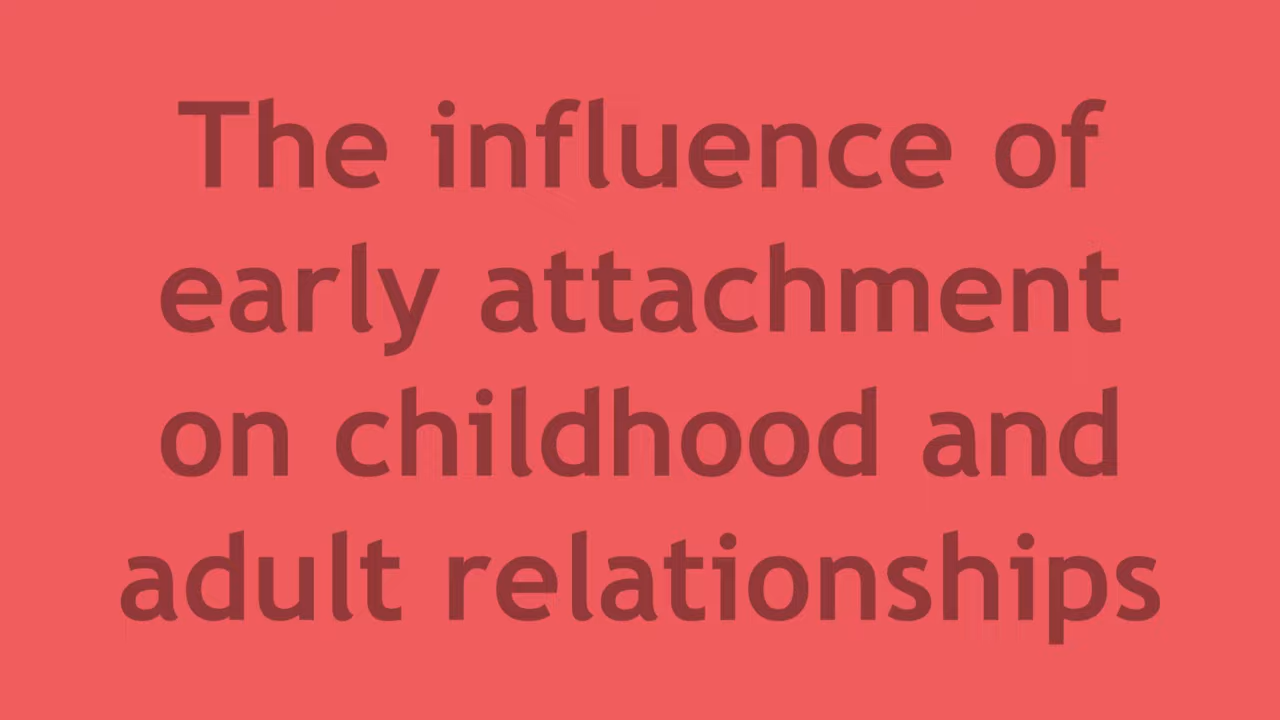 The influence of
early attachment
on childhood and
adult relationships